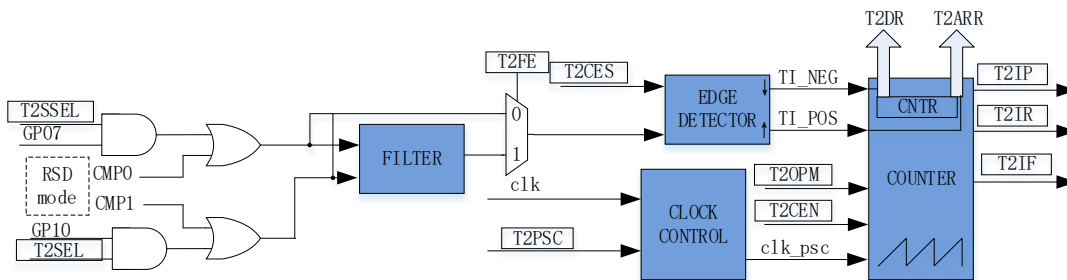 T2DR
T2ARR
T2FE
T2CES
TI_NEG
T2IP
T2SSEL
GP07
0
EDGE
DETECTOR
CNTR
T2IR
TI_POS
RSD
mode
CMP0
FILTER
1
T2IF
CMP1
clk
T2OPM
COUNTER
GP10
T2SEL
T2PSC
CLOCK
CONTROL
T2CEN
clk_psc